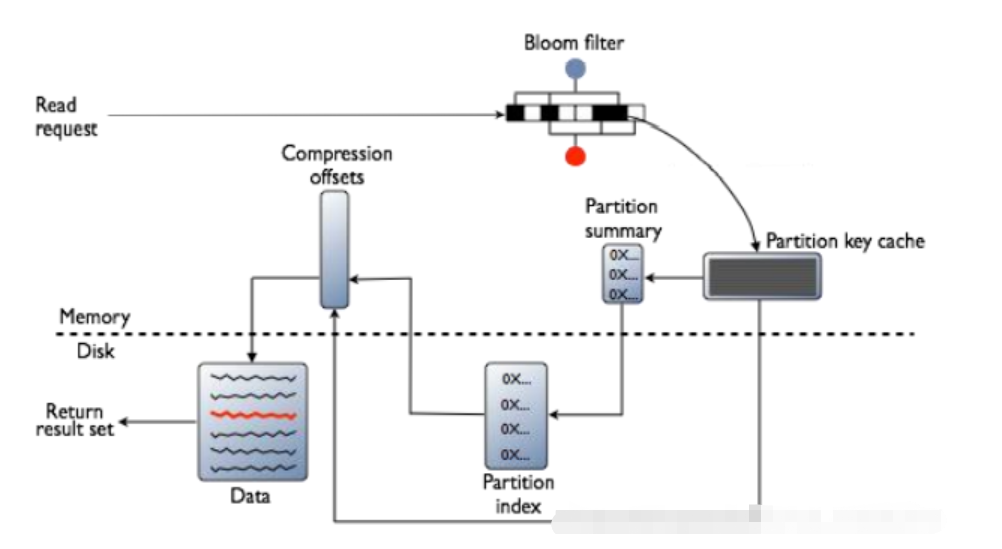 Bloom filter
Read
request
Compression
offsets
Partition
summary
0X...
0X...
0X...
Partition key cache
Memory
Disk
0X...
0X...
0X...
0X...
Return
result set
Data
Partition
index